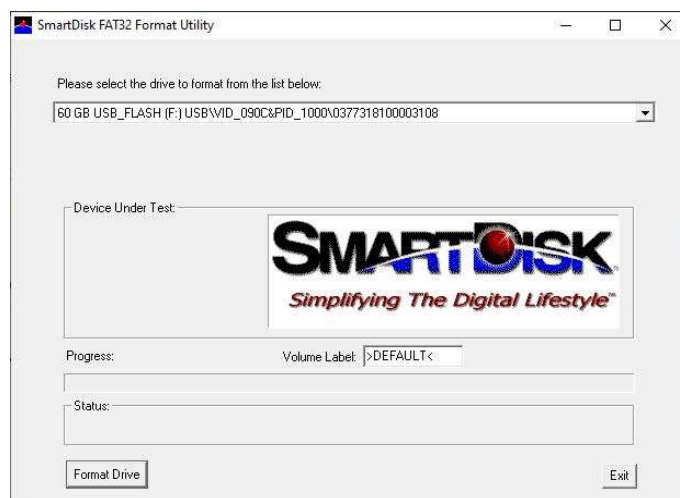 SmartDisk FAT32 Format Utility
Please select the drive to format from the list below:
60 GB USB_FLASH (F:) USB\VID_090C&PID_1000\0377318100003108
Device Under Test:
SMARTDISK
Simplifying The Digital Lifestyle™
Progress:
Volume Label: >DEFAULT<
Status:
Format Drive
Exit